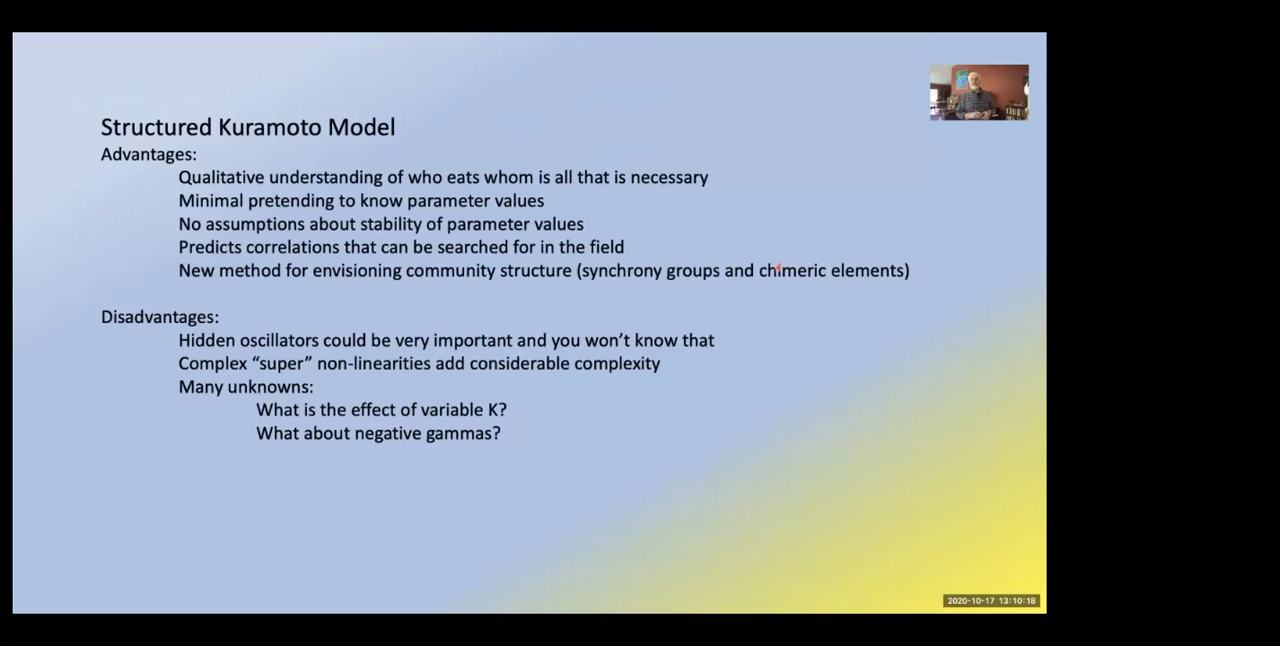 Structured Kuramoto Model
Advantages:
Qualitative understanding of who eats whom is all that is necessary
Minimal pretending to know parameter values
No assumptions about stability of parameter values
Predicts correlations that can be searched for in the field
New method for envisioning community structure (synchrony groups and chimeric elements)
Disadvantages:
Hidden oscillators could be very important and you won’t know that
Complex “super” non-linearities add considerable complexity
Many unknowns:
What is the effect of variable K?
What about negative gammas?
2020-10-17 13:10:18